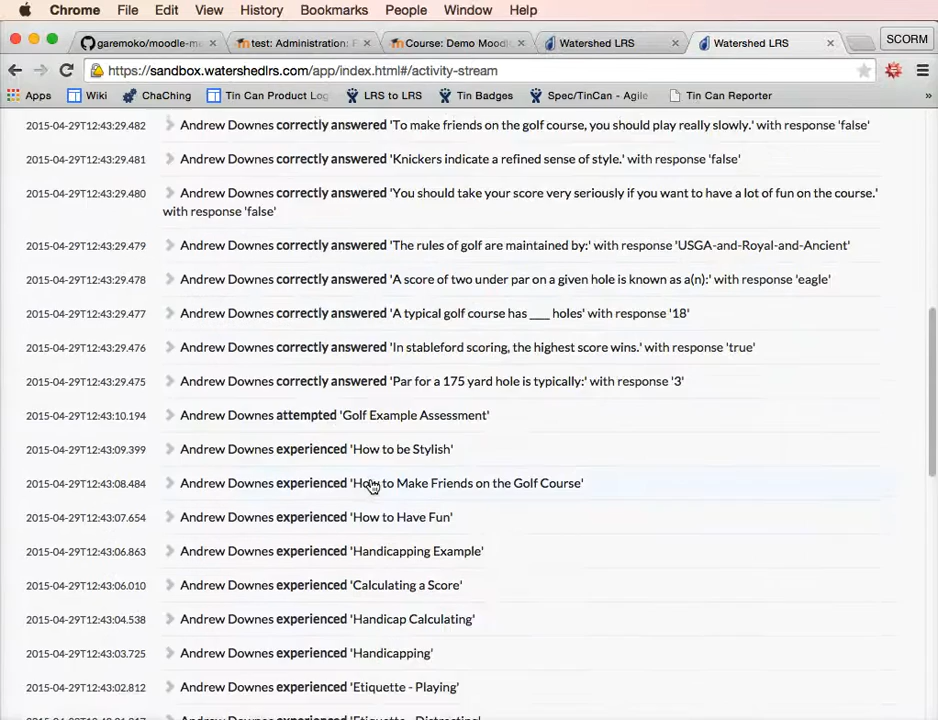 Chrome File Edit View History Bookmarks People Window Help
garemoko/moodle-m
test: Administration: F
Course: Demo Mood
Watershed LRS
Watershed LRS
SCORM
https://sandbox.watershedlrs.com/app/index.html#/activity-stream
Apps Wiki ChaChing Tin Can Product Lo LRS to LRS Tin Badges Spec/TinCan - Agile Tin Can Reporter »
2015-04-29T12:43:29.482 Andrew Downes correctly answered 'To make friends on the golf course, you should play really slowly.' with response 'false'
2015-04-29T12:43:29.481 Andrew Downes correctly answered 'Knickers indicate a refined sense of style.' with response 'false'
2015-04-29T12:43:29.480 Andrew Downes correctly answered 'You should take your score very seriously if you want to have a lot of fun on the course.'
with response 'false'
2015-04-29T12:43:29.479 Andrew Downes correctly answered 'The rules of golf are maintained by:' with response 'USGA-and-Royal-and-Ancient'
2015-04-29T12:43:29.478 Andrew Downes correctly answered 'A score of two under par on a given hole is known as a(n):' with response 'eagle'
2015-04-29T12:43:29.477 Andrew Downes correctly answered 'A typical golf course has ___ holes' with response '18'
2015-04-29T12:43:29.476 Andrew Downes correctly answered 'In stableford scoring, the highest score wins.' with response 'true'
2015-04-29T12:43:29.475 Andrew Downes correctly answered 'Par for a 175 yard hole is typically:' with response '3'
2015-04-29T12:43:10.194 Andrew Downes attempted 'Golf Example Assessment'
2015-04-29T12:43:09.399 Andrew Downes experienced 'How to be Stylish'
2015-04-29T12:43:08.484 Andrew Downes experienced 'How to Make Friends on the Golf Course'
2015-04-29T12:43:07.654 Andrew Downes experienced 'How to Have Fun'
2015-04-29T12:43:06.863 Andrew Downes experienced 'Handicapping Example'
2015-04-29T12:43:06.010 Andrew Downes experienced 'Calculating a Score'
2015-04-29T12:43:04.538 Andrew Downes experienced 'Handicap Calculating'
2015-04-29T12:43:03.725 Andrew Downes experienced 'Handicapping'
2015-04-29T12:43:02.812 Andrew Downes experienced 'Etiquette - Playing'
Andrew Downes experienced 'Etiquette - Distracting'